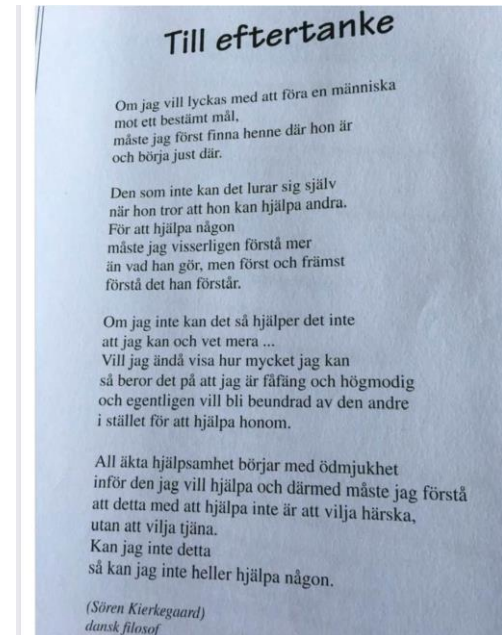 Till eftertanke
Om jag vill lyckas med att föra en människa
mot ett bestämt mål,
måste jag först finna henne där hon är
och börja just där.
Den som inte kan det lurar sig själv
när hon tror att hon kan hjälpa andra.
För att hjälpa någon
måste jag visserligen förstå mer
än vad han gör, men först och främst
förstå det han förstår.
Om jag inte kan det så hjälper det inte
att jag kan och vet mera ...
Vill jag ändå visa hur mycket jag kan
så beror det på att jag är fåfäng och högmodig
och egentligen vill bli beundrad av den andre
i stället för att hjälpa honom.
All äkta hjälpsamhet börjar med ödmjukhet
inför den jag vill hjälpa och därmed måste jag förstå
att detta med att hjälpa inte är att vilja härska,
utan att vilja tjäna.
Kan jag inte detta
så kan jag inte heller hjälpa någon.
(Sören Kierkegaard)
dansk filosof